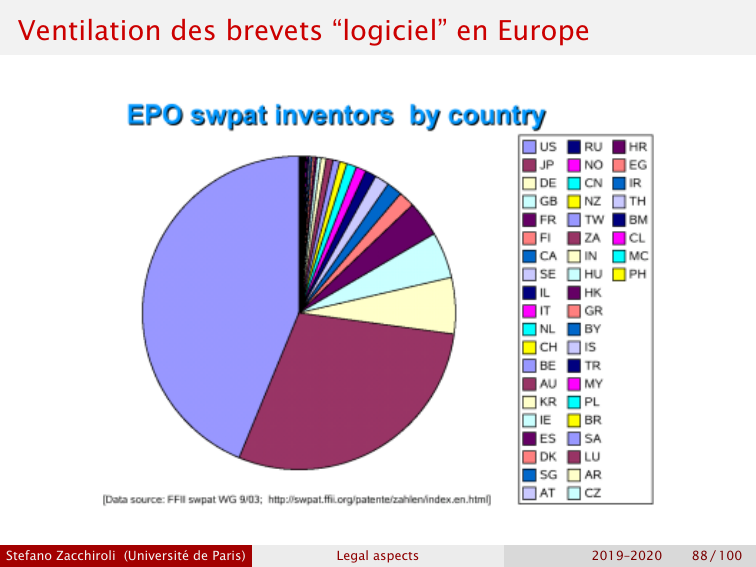 Ventilation des brevets “logiciel” en Europe
EPO swpat inventors by country
US RU HR
JP NO EG
DE CN IR
GB NZ TH
FR TW BM
FI ZA CL
CA IN MC
SE HU PH
IL HK
IT GR
NL BY
CH IS
BE TR
AU MY
KR PL
IE BR
ES SA
DK LU
SG AR
AT CZ
[Data source: FFII swpat WG 9/03; http://swpat.ffii.org/patente/zahlen/index.en.html]
Stefano Zacchiroli (Université de Paris) Legal aspects 2019–2020 88 / 100